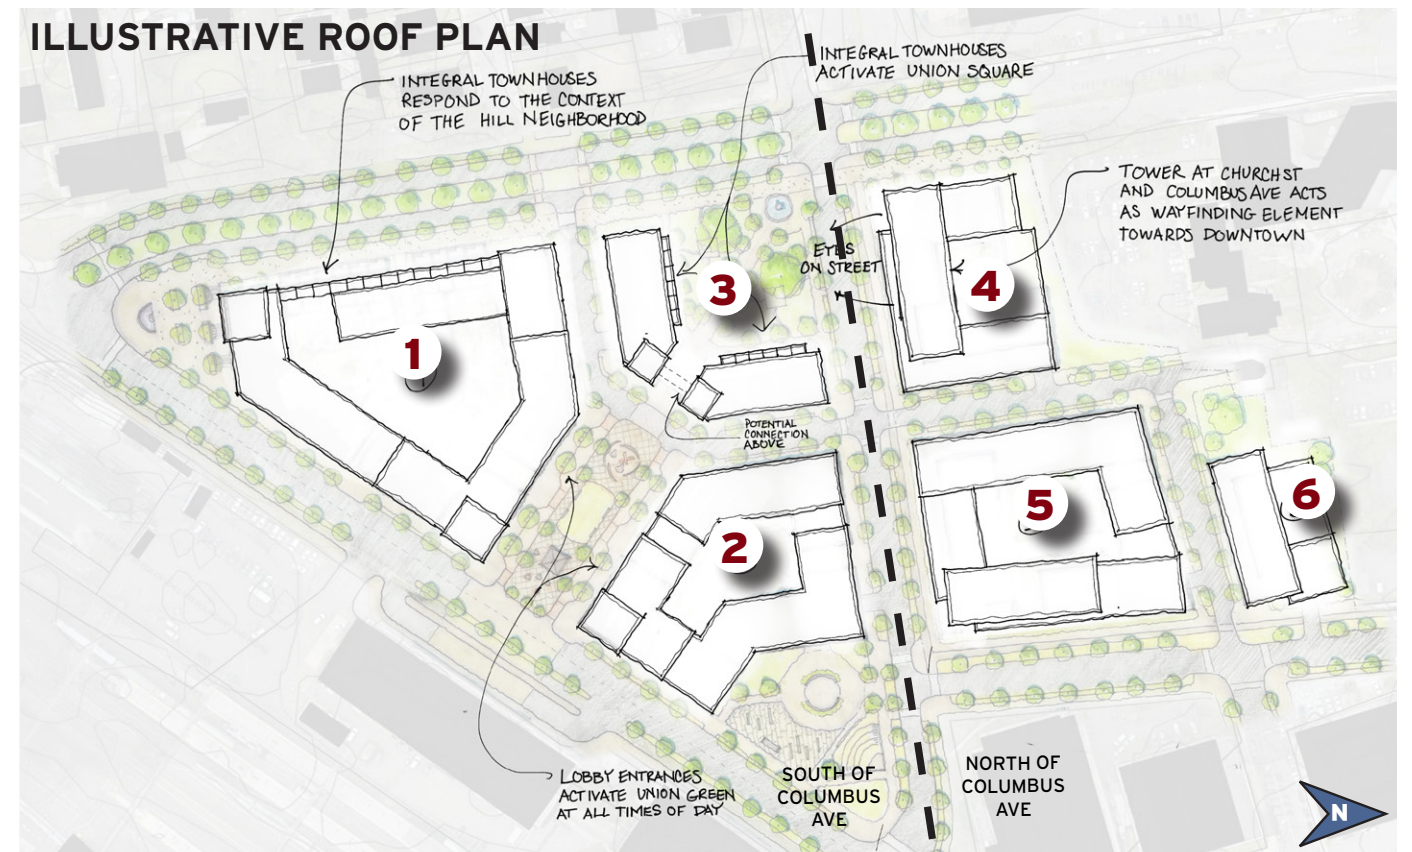 ILLUSTRATIVE ROOF PLAN
INTEGRAL TOWNHOUSES
RESPOND TO THE CONTEXT
OF THE HILL NEIGHBORHOOD
INTEGRAL TOWNHOUSES
ACTIVATE UNION SQUARE
TOWER AT CHURCH ST
AND COLUMBUS AVE ACTS
AS WAYFINDING ELEMENT
TOWARDS DOWNTOWN
EYES
ON STREET
3
4
1
POTENTIAL
CONNECTION
ABOVE
2
5
6
LOBBY ENTRANCES
ACTIVATE UNION GREEN
AT ALL TIMES OF DAY
SOUTH OF
COLUMBUS
AVE
NORTH OF
COLUMBUS
AVE
N